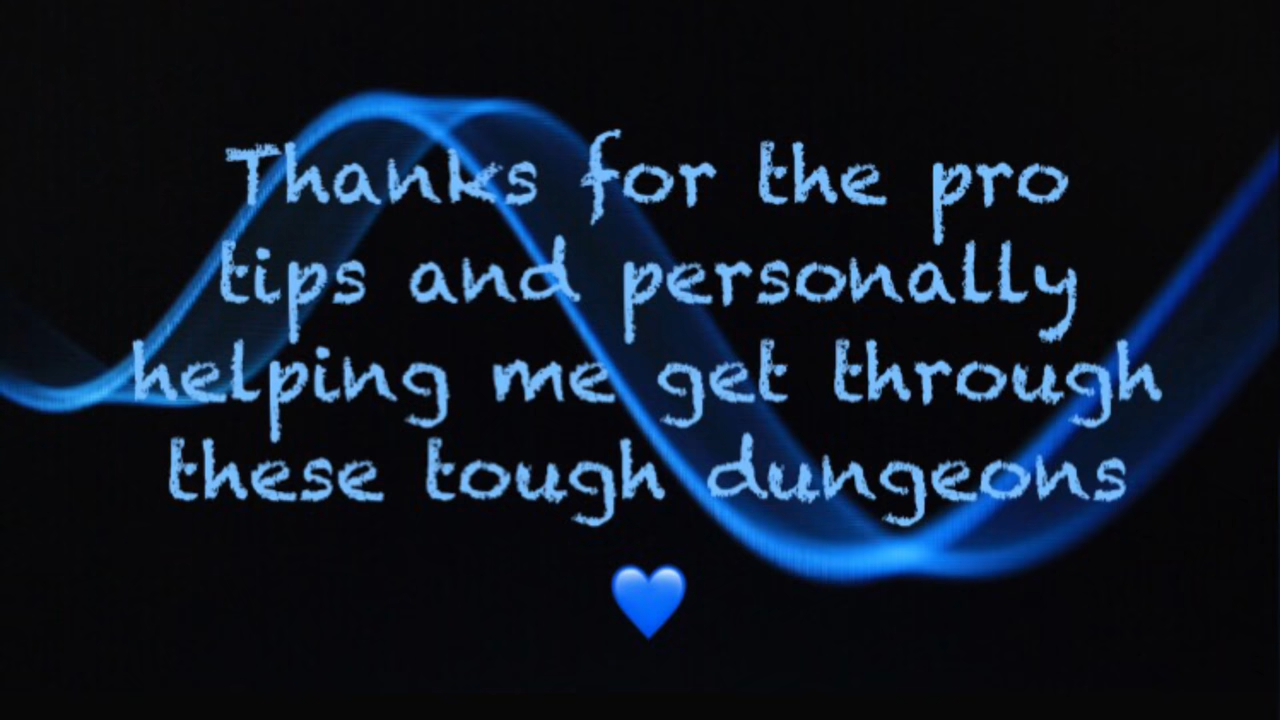 Thanks for the pro
tips and personally
helping me get through
these tough dungeons
💙